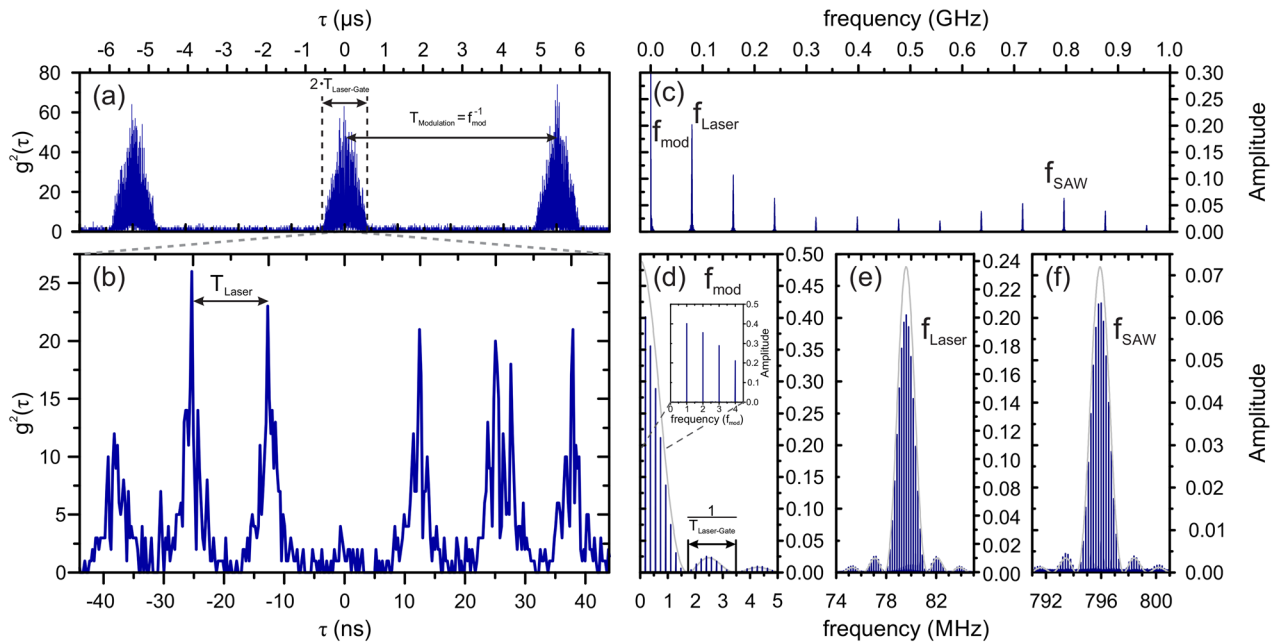 τ (µs)
-6 -5 -4 -3 -2 -1 0 1 2 3 4 5 6
80
60
40
20
0
g²(τ)
(a)
2·T_Laser-Gate
T_Modulation = f_mod⁻¹
(b)
T_Laser
25
20
15
10
5
0
g²(τ)
-40 -30 -20 -10 0 10 20 30 40
τ (ns)
frequency (GHz)
0.0 0.1 0.2 0.3 0.4 0.5 0.6 0.7 0.8 0.9 1.0
(c)
f_mod
f_Laser
f_SAW
0.30
0.25
0.20
0.15
0.10
0.05
0.00
Amplitude
(d)
f_mod
0.5
0.4
0.3
0.2
0.1
0.0
Amplitude
0 1 2 3 4
frequency (f_mod)
1
T_Laser-Gate
0.50
0.45
0.40
0.35
0.30
0.25
0.20
0.15
0.10
0.05
0.00
0 1 2 3 4 5
(e)
f_Laser
0.24
0.22
0.20
0.18
0.16
0.14
0.12
0.10
0.08
0.06
0.04
0.02
0.00
74 78 82
(f)
f_SAW
0.07
0.06
0.05
0.04
0.03
0.02
0.01
0.00
792 796 800
Amplitude
frequency (MHz)